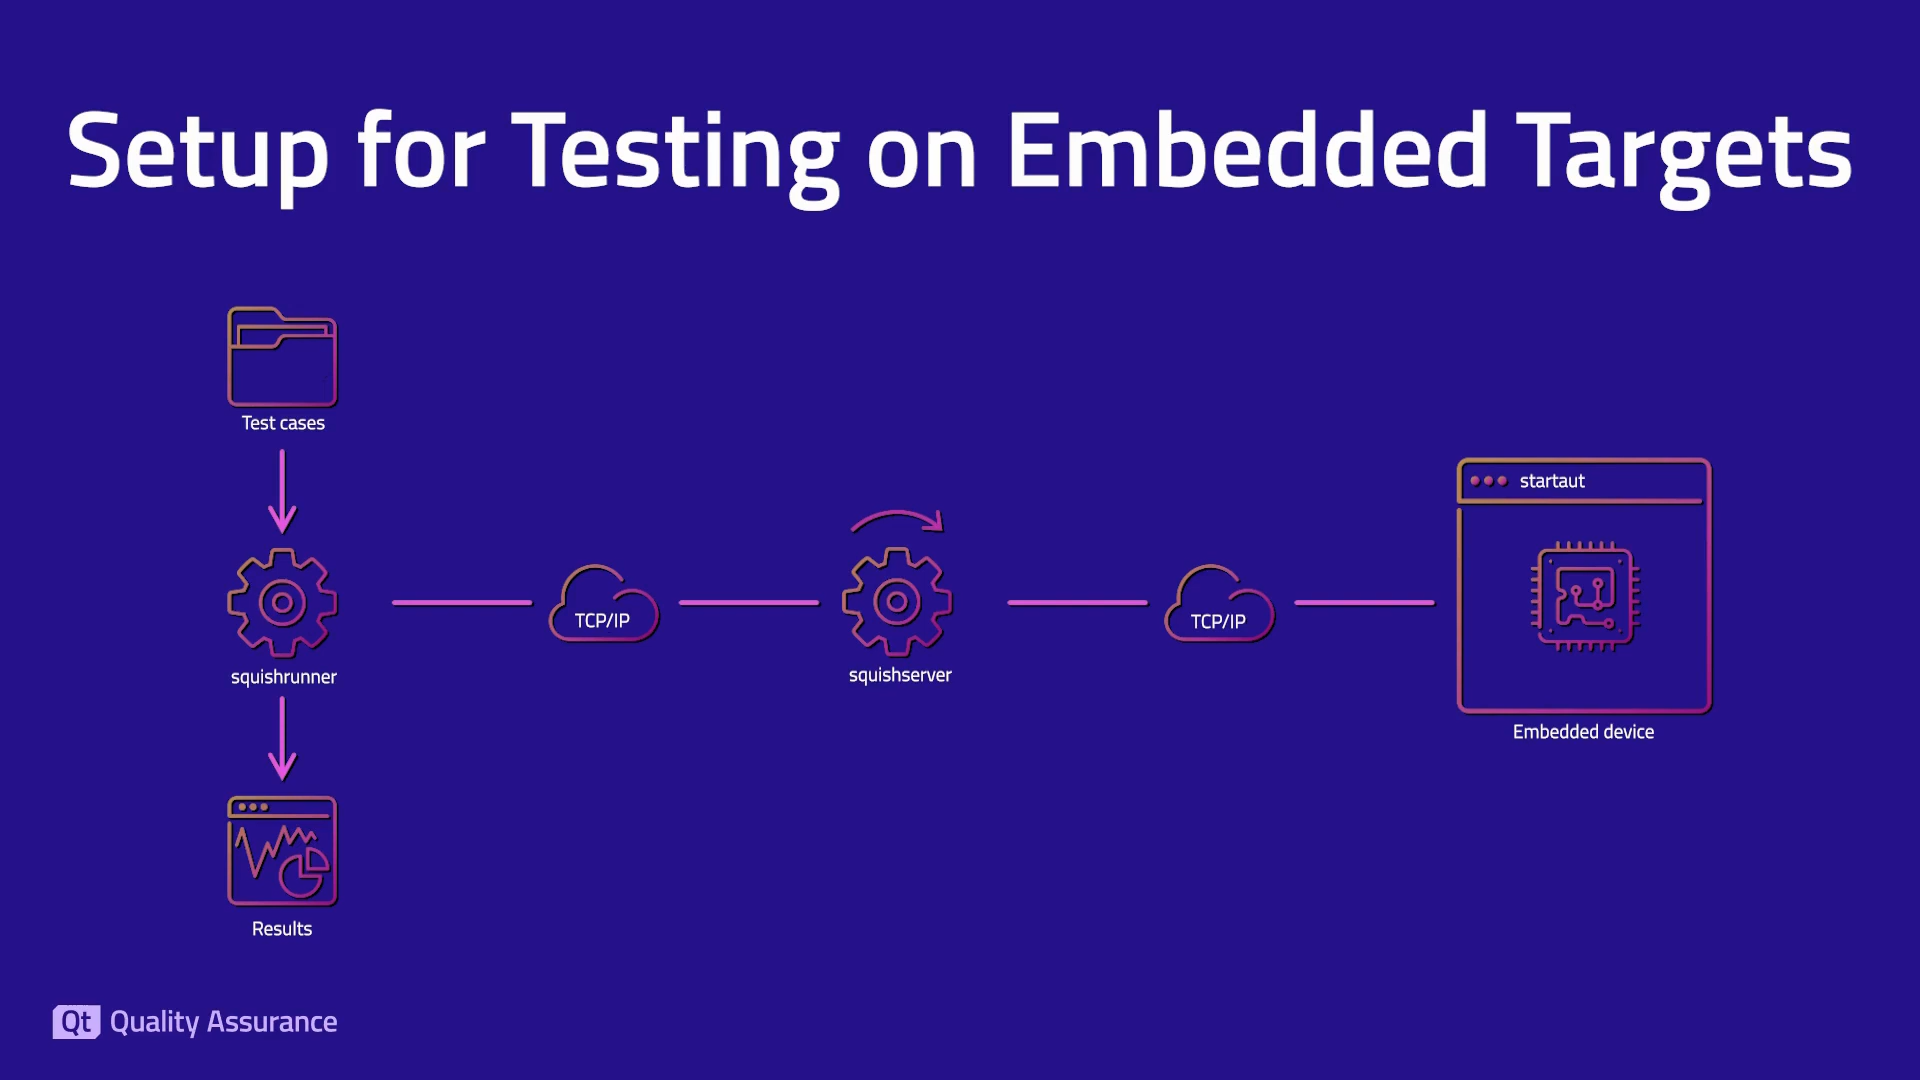 Setup for Testing on Embedded Targets
Test cases
startaut
TCP/IP
TCP/IP
squishrunner
squishserver
Embedded device
Results
Qt Quality Assurance